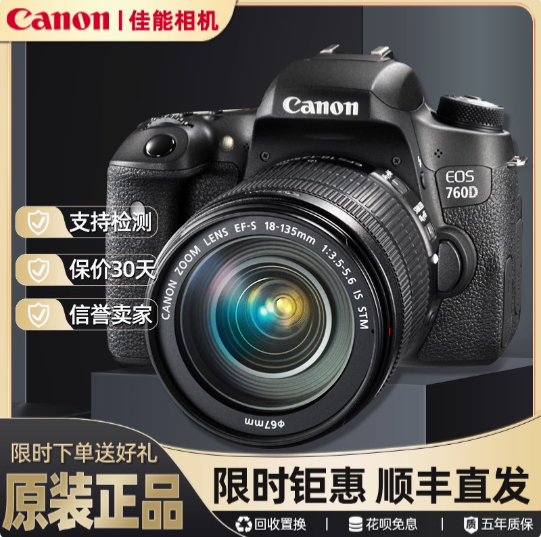 Canon | 佳能相机
Canon
EOS
760D
CANON ZOOM LENS EF-S 18-135mm 1:3.5-5.6 IS STM
φ67mm
支持检测
保价30天
信誉卖家
限时下单送好礼
原装正品
限时钜惠 顺丰直发
回收置换 | 花呗免息 | 质 五年质保